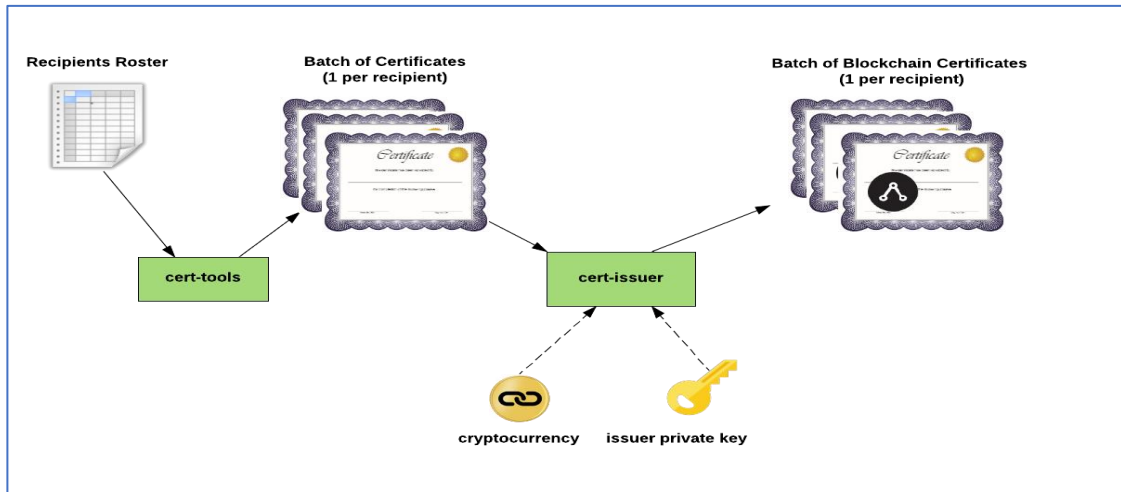 Recipients Roster
Batch of Certificates
(1 per recipient)
Batch of Blockchain Certificates
(1 per recipient)
Certificate
Certificate
cert-tools
cert-issuer
cryptocurrency
issuer private key